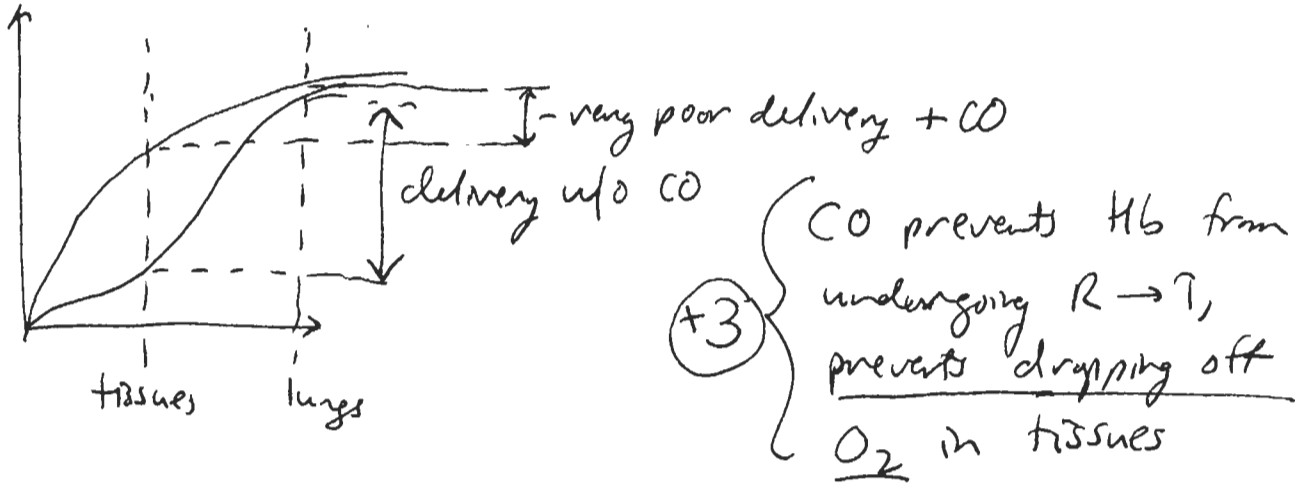 - very poor delivery + CO
delivery w/o CO
CO prevents Hb from
undergoing R → T,
+3
prevents dropping off
O2 in tissues
tissues
lungs